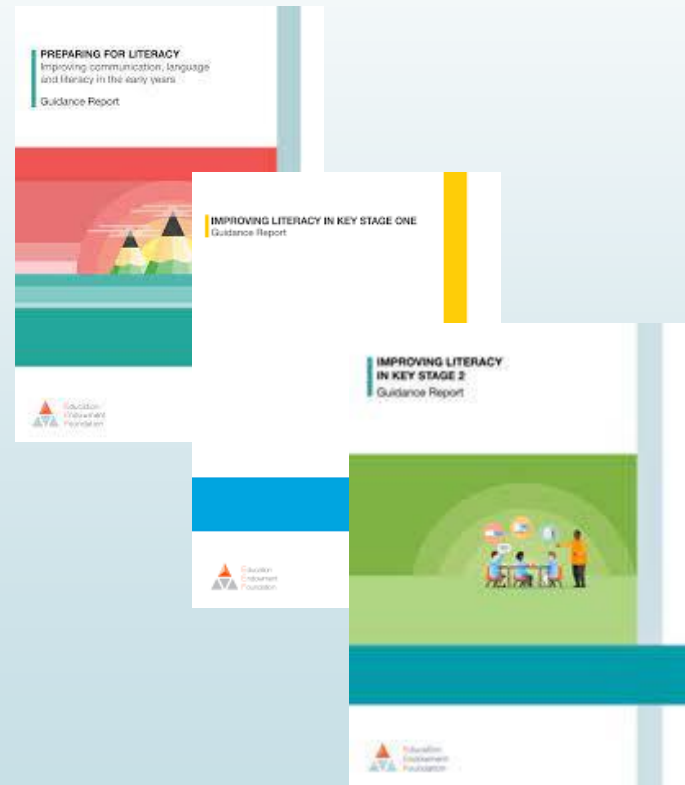 PREPARING FOR LITERACY
Improving communication, language
and literacy in the early years
Guidance Report
Education
Endowment
Foundation
IMPROVING LITERACY IN KEY STAGE ONE
Guidance Report
Education
Endowment
Foundation
IMPROVING LITERACY
IN KEY STAGE 2
Guidance Report
Education
Endowment
Foundation